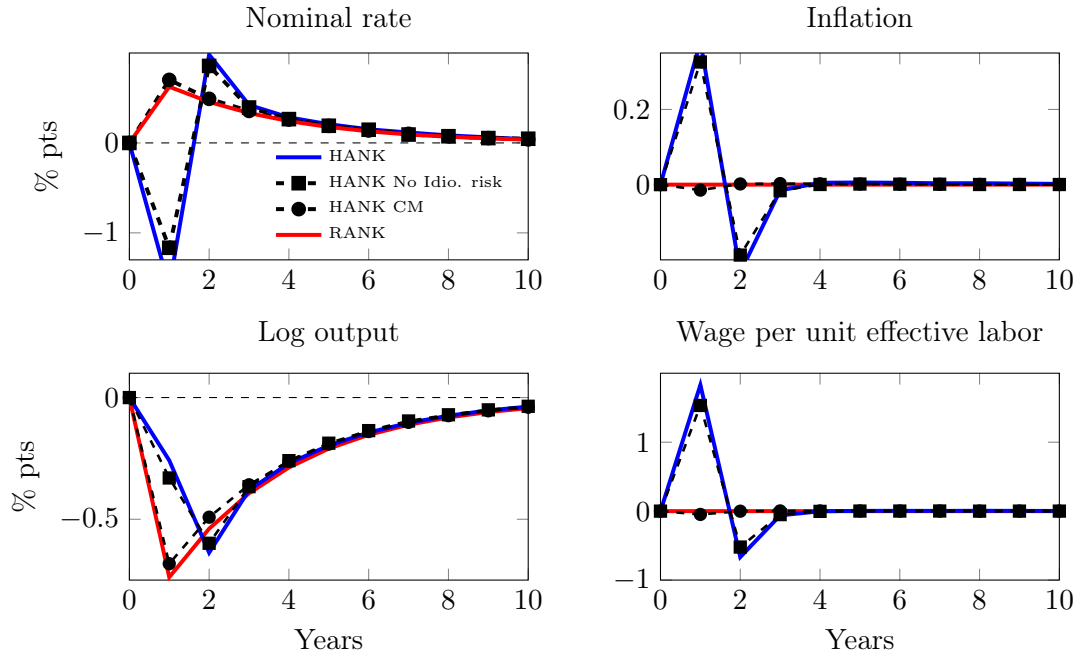 Nominal rate
Inflation
% pts
−1
0 2 4 6 8 10
HANK
HANK No Idio. risk
HANK CM
RANK
0.2
0
0 2 4 6 8 10
Log output
Wage per unit effective labor
% pts
0
−0.5
0 2 4 6 8 10
Years
1
0
−1
0 2 4 6 8 10
Years